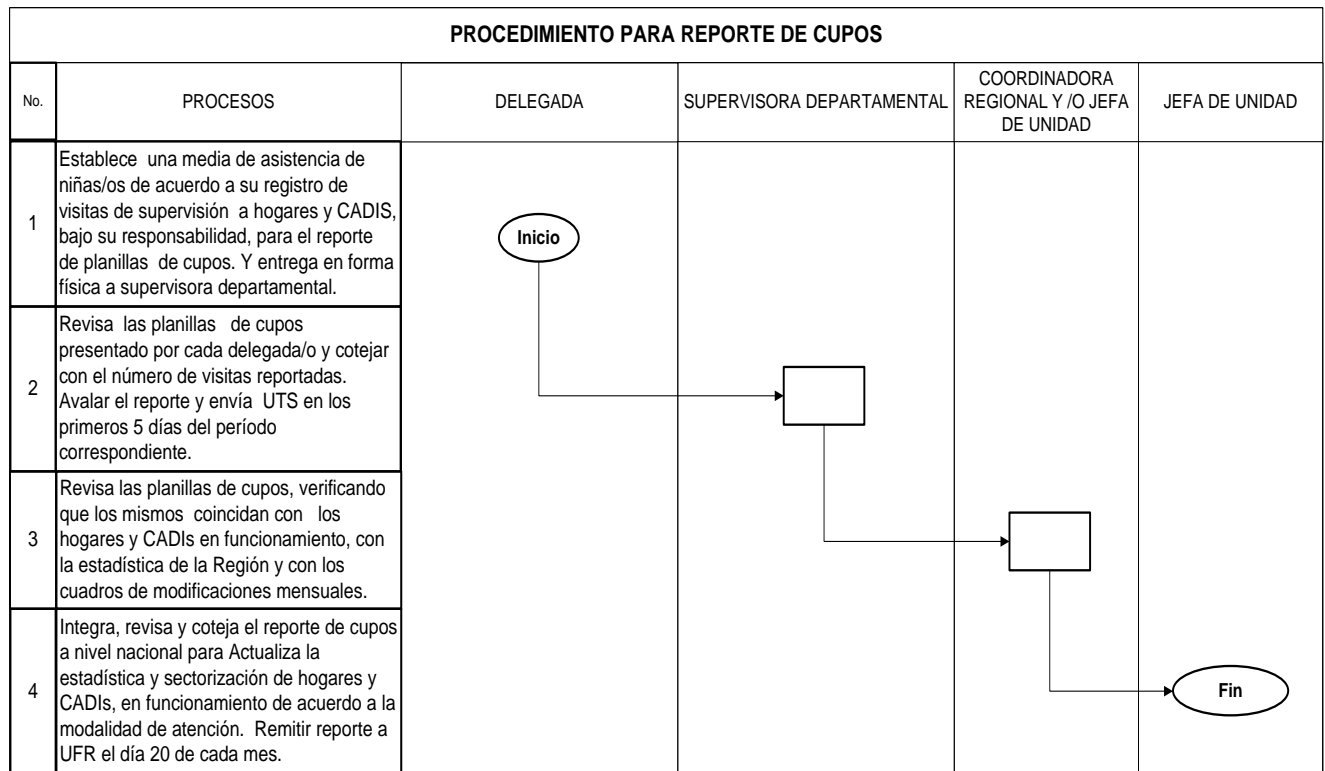 PROCEDIMIENTO PARA REPORTE DE CUPOS
No.
PROCESOS
DELEGADA
SUPERVISORA DEPARTAMENTAL
COORDINADORA
REGIONAL Y /O JEFA
DE UNIDAD
JEFA DE UNIDAD
1
Establece una media de asistencia de
niñas/os de acuerdo a su registro de
visitas de supervisión a hogares y CADIS,
bajo su responsabilidad, para el reporte
de planillas de cupos. Y entrega en forma
física a supervisora departamental.
Inicio
2
Revisa las planillas de cupos
presentado por cada delegada/o y cotejar
con el número de visitas reportadas.
Avalar el reporte y envía UTS en los
primeros 5 días del período
correspondiente.
3
Revisa las planillas de cupos, verificando
que los mismos coincidan con los
hogares y CADIs en funcionamiento, con
la estadística de la Región y con los
cuadros de modificaciones mensuales.
4
Integra, revisa y coteja el reporte de cupos
a nivel nacional para Actualiza la
estadística y sectorización de hogares y
CADIs, en funcionamiento de acuerdo a la
modalidad de atención. Remitir reporte a
UFR el día 20 de cada mes.
Fin